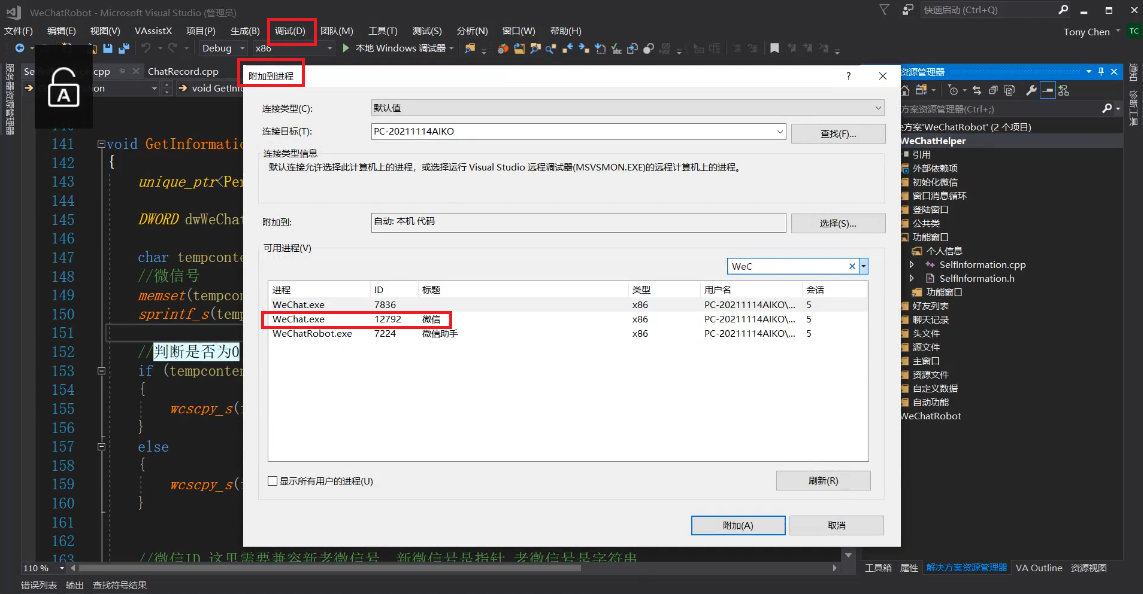 WeChatRobot - Microsoft Visual Studio (管理员)
快速启动 (Ctrl+Q)
文件(F) 编辑(E) 视图(V) VAssistX 项目(P) 生成(B) 调试(D) 团队(M) 工具(T) 测试(S) 分析(N) 窗口(W) 帮助(H)
Tony Chen
TC
Debug x86 本地 Windows 调试器
Se .cpp ChatRecord.cpp
on void GetInfor
141 void GetInformatio
142 {
143 unique_ptr<Per
144
145 DWORD dwWeChat
146
147 char tempconte
148 //微信号
149 memset(tempcon
150 sprintf_s(temp
151
152 //判断是否为0
153 if (tempconten
154 {
155 wcscpy_s(
156 }
157 else
158 {
159 wcscpy_s(
160 }
161
162
163 //微信ID 这里需要兼容新老微信号 新微信号是指针 老微信号是字符串
110 %
错误列表 输出 查找符号结果
附加到进程
?
连接类型(C): 默认值
连接目标(T): PC-20211114AIKO 查找(F)...
连接类型信息
默认连接允许选择此计算机上的进程，或选择运行 Visual Studio 远程调试器(MSVSMON.EXE)的远程计算机上的进程。
附加到: 自动: 本机 代码 选择(S)...
可用进程(V)
WeC
进程 ID 标题 类型 用户名 会话
WeChat.exe 7836 x86 PC-20211114AIKO\... 5
WeChat.exe 12792 微信 x86 PC-20211114AIKO\... 5
WeChatRobot.exe 7224 微信助手 x86 PC-20211114AIKO\... 5
显示所有用户的进程(U)
刷新(R)
附加(A) 取消
资源管理器
方案资源管理器(Ctrl+;)
方案'WeChatRobot' (2 个项目)
WeChatHelper
引用
外部依赖项
初始化微信
窗口消息循环
登陆窗口
公共类
功能窗口
个人信息
SelfInformation.cpp
SelfInformation.h
功能窗口
好友列表
聊天记录
头文件
源文件
主窗口
资源文件
自定义数据
自动功能
WeChatRobot
工具箱 属性 解决方案资源管理器 VA Outline 资源视图